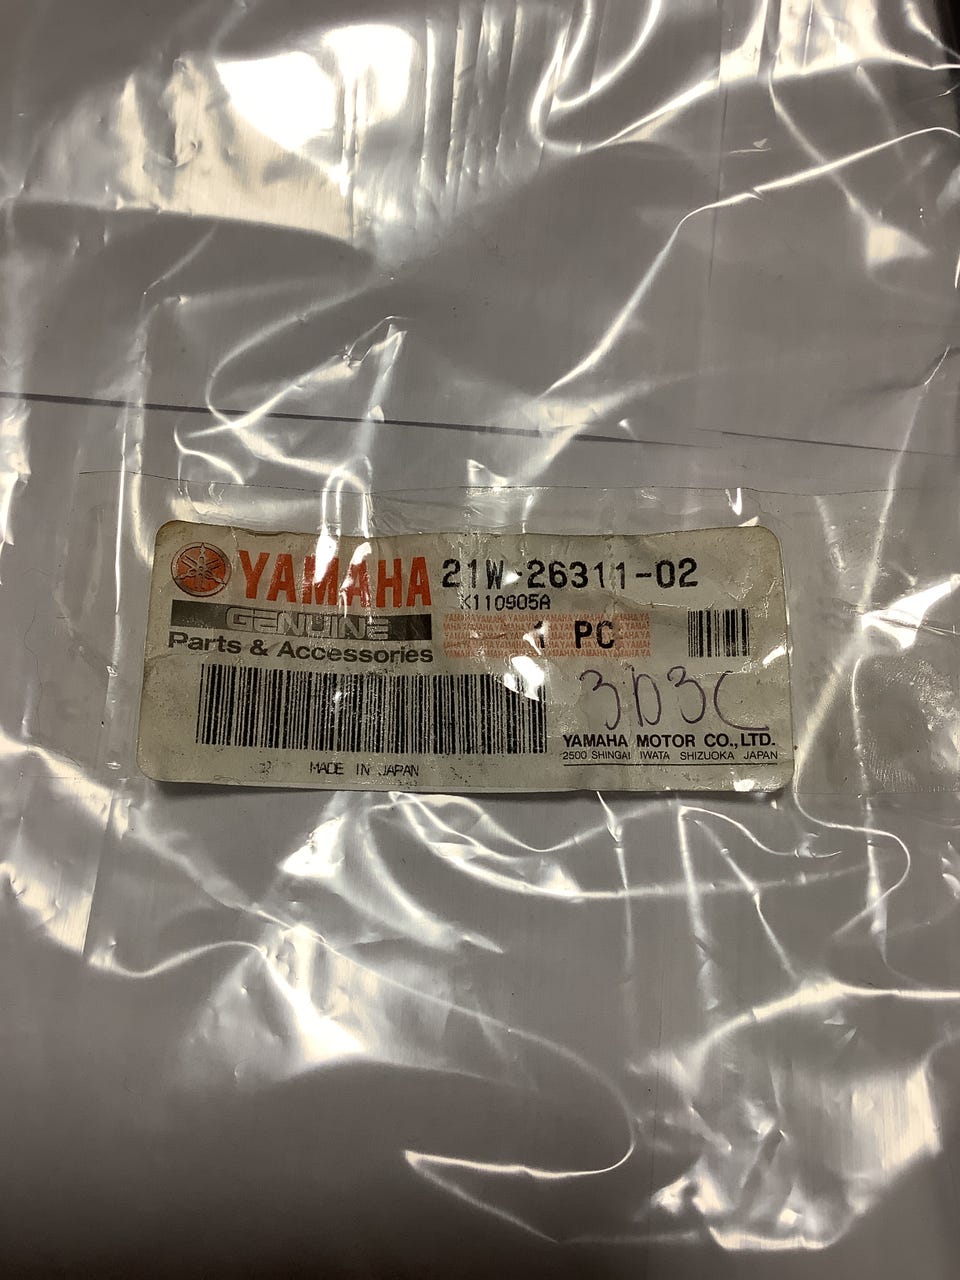 YAMAHA 21W-26311-02
K110905A
GENUINE
1 PC
Parts & Accessories
3D3C
YAMAHA MOTOR CO., LTD.
2500 SHINGAI IWATA SHIZUOKA JAPAN
MADE IN JAPAN